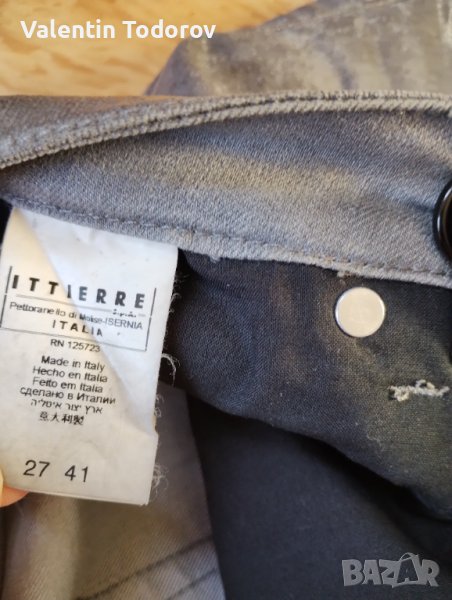 Valentin Todorov
ITTIERRE
S.p.A.
Pettoranello di Molise-ISERNIA
ITALIA
RN 125723
Made in Italy
Hecho en Italia
Feito em Italia
сделано в Италии
ארץ יצור איטליה
意大利製
27 41
BAZAR